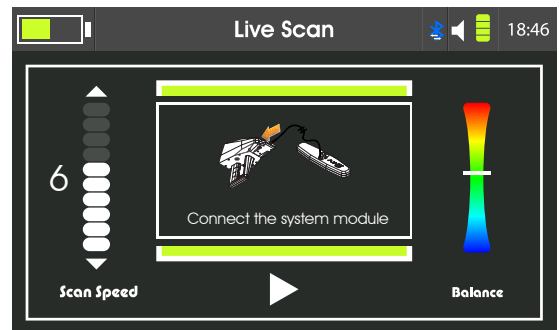 Live Scan
18:46
6
Connect the system module
Scan Speed
Balance